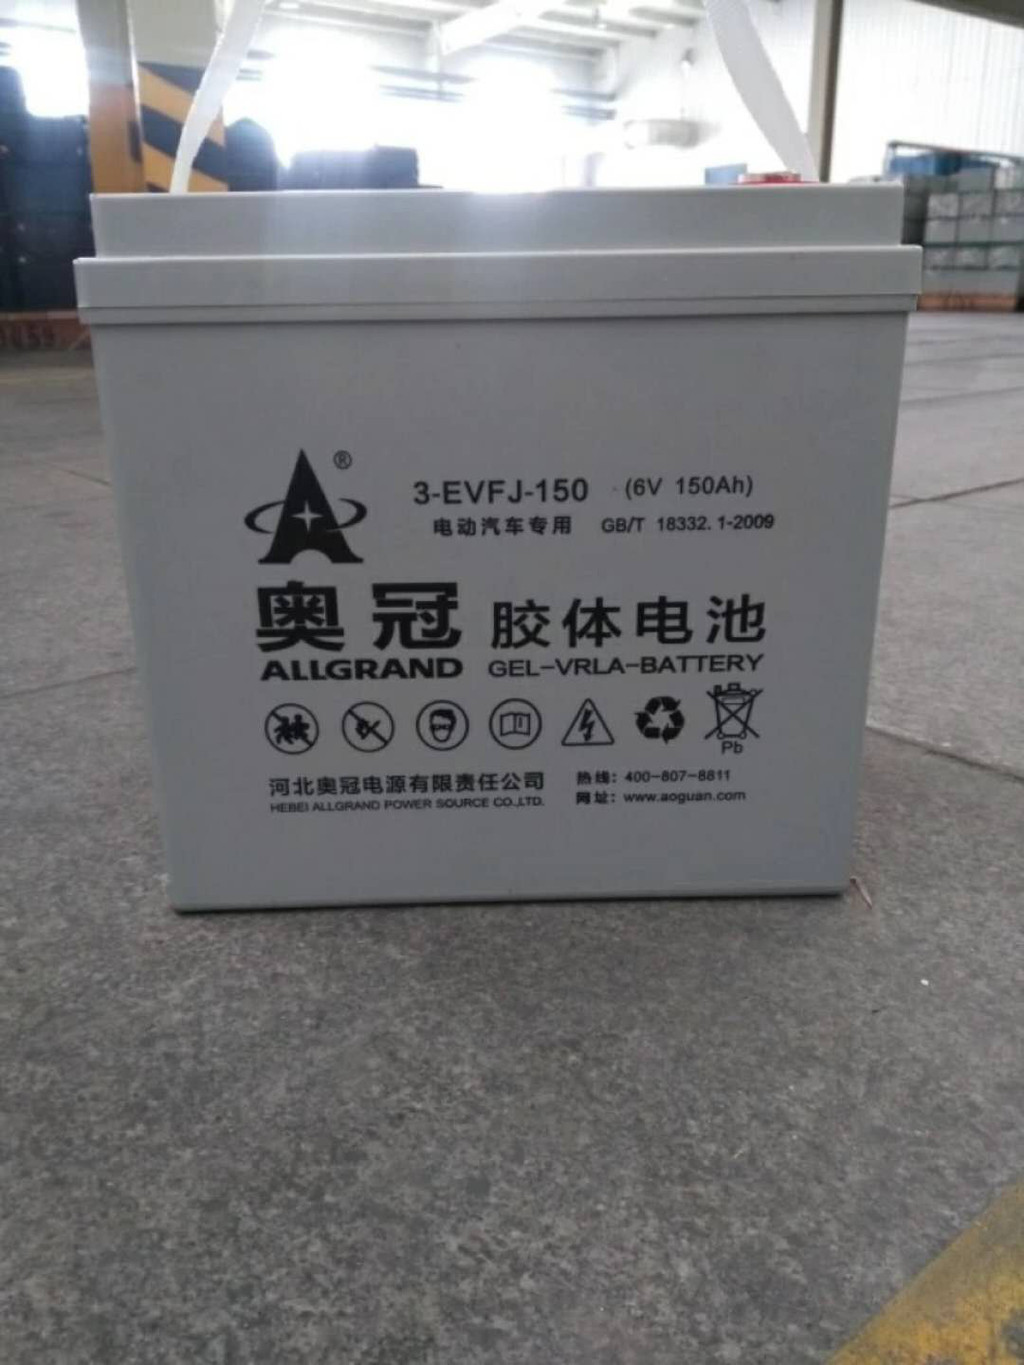 ®
3-EVFJ-150 (6V 150Ah)
电动汽车专用 GB/T 18332.1-2009
奥冠 胶体电池
ALLGRAND GEL-VRLA-BATTERY
Pb
河北奥冠电源有限责任公司 热线：400-807-8811
HEBEI ALLGRAND POWER SOURCE CO.,LTD. 网址：www.aoguan.com